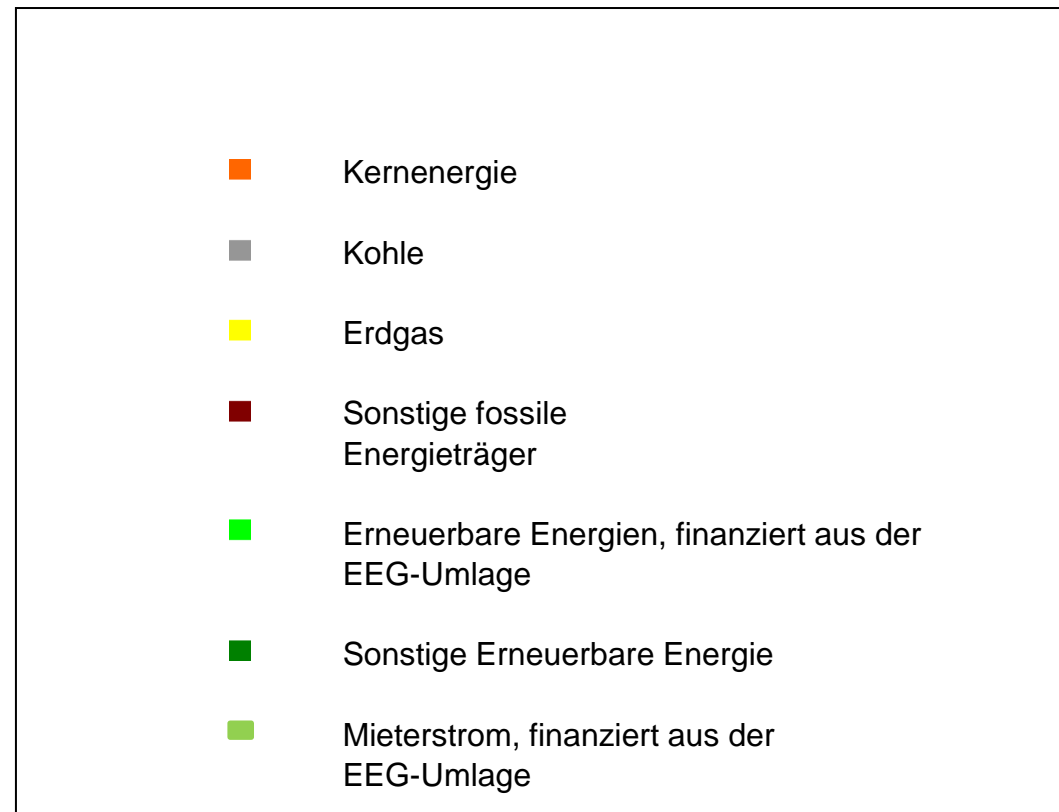 Kernenergie
Kohle
Erdgas
Sonstige fossile
Energieträger
Erneuerbare Energien, finanziert aus der
EEG-Umlage
Sonstige Erneuerbare Energie
Mieterstrom, finanziert aus der
EEG-Umlage